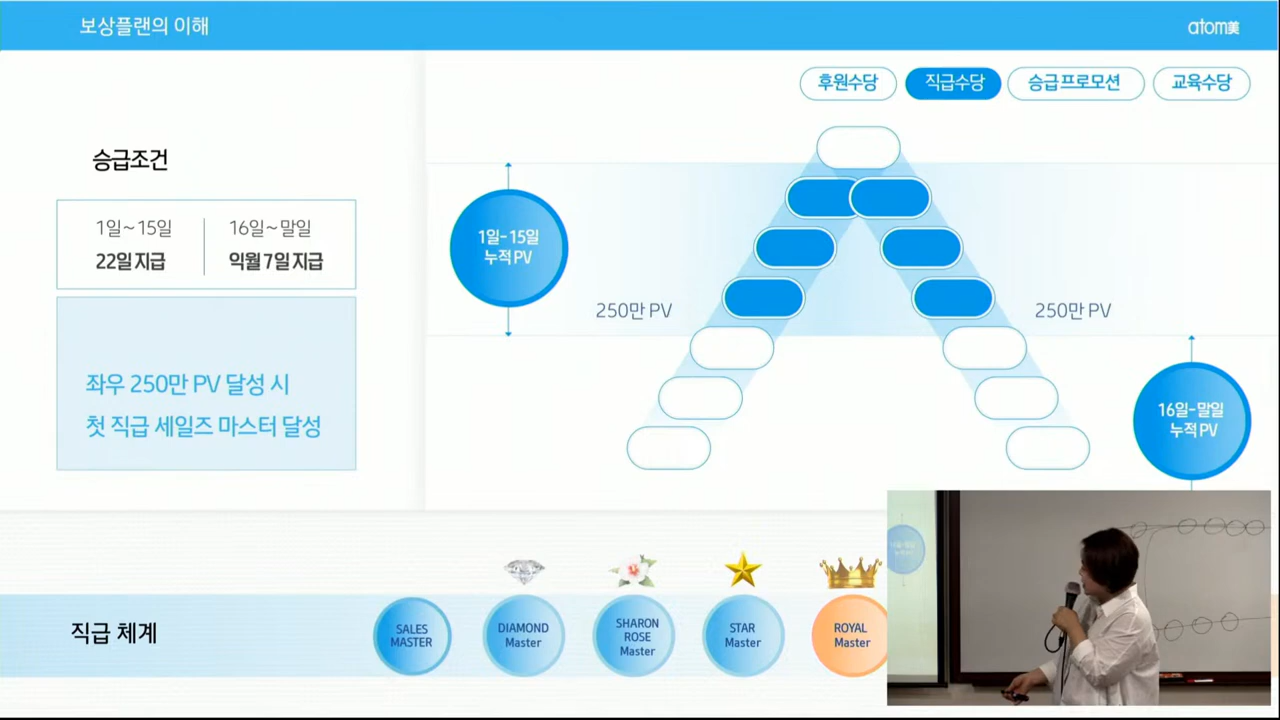 보상플랜의 이해
atom美
후원수당
직급수당
승급 프로모션
교육수당
승급조건
1일~15일
22일 지급
16일~말일
익월 7일 지급
좌우 250만 PV 달성 시
첫 직급 세일즈 마스터 달성
1일-15일
누적 PV
250만 PV
250만 PV
16일-말일
누적 PV
직급 체계
SALES
MASTER
DIAMOND
Master
SHARON
ROSE
Master
STAR
Master
ROYAL
Master